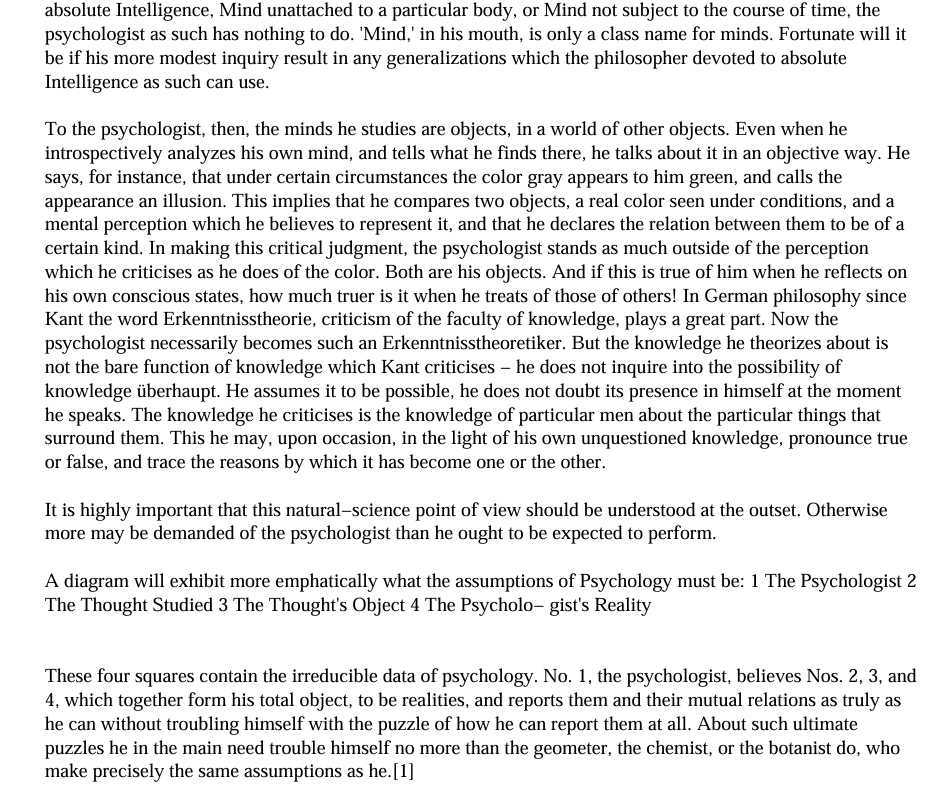 absolute Intelligence, Mind unattached to a particular body, or Mind not subject to the course of time, the
psychologist as such has nothing to do. 'Mind,' in his mouth, is only a class name for minds. Fortunate will it
be if his more modest inquiry result in any generalizations which the philosopher devoted to absolute
Intelligence as such can use.
To the psychologist, then, the minds he studies are objects, in a world of other objects. Even when he
introspectively analyzes his own mind, and tells what he finds there, he talks about it in an objective way. He
says, for instance, that under certain circumstances the color gray appears to him green, and calls the
appearance an illusion. This implies that he compares two objects, a real color seen under conditions, and a
mental perception which he believes to represent it, and that he declares the relation between them to be of a
certain kind. In making this critical judgment, the psychologist stands as much outside of the perception
which he criticises as he does of the color. Both are his objects. And if this is true of him when he reflects on
his own conscious states, how much truer is it when he treats of those of others! In German philosophy since
Kant the word Erkenntnisstheorie, criticism of the faculty of knowledge, plays a great part. Now the
psychologist necessarily becomes such an Erkenntnisstheoretiker. But the knowledge he theorizes about is
not the bare function of knowledge which Kant criticises − he does not inquire into the possibility of
knowledge überhaupt. He assumes it to be possible, he does not doubt its presence in himself at the moment
he speaks. The knowledge he criticises is the knowledge of particular men about the particular things that
surround them. This he may, upon occasion, in the light of his own unquestioned knowledge, pronounce true
or false, and trace the reasons by which it has become one or the other.
It is highly important that this natural−science point of view should be understood at the outset. Otherwise
more may be demanded of the psychologist than he ought to be expected to perform.
A diagram will exhibit more emphatically what the assumptions of Psychology must be: 1 The Psychologist 2
The Thought Studied 3 The Thought's Object 4 The Psycholo− gist's Reality
These four squares contain the irreducible data of psychology. No. 1, the psychologist, believes Nos. 2, 3, and
4, which together form his total object, to be realities, and reports them and their mutual relations as truly as
he can without troubling himself with the puzzle of how he can report them at all. About such ultimate
puzzles he in the main need trouble himself no more than the geometer, the chemist, or the botanist do, who
make precisely the same assumptions as he.[1]